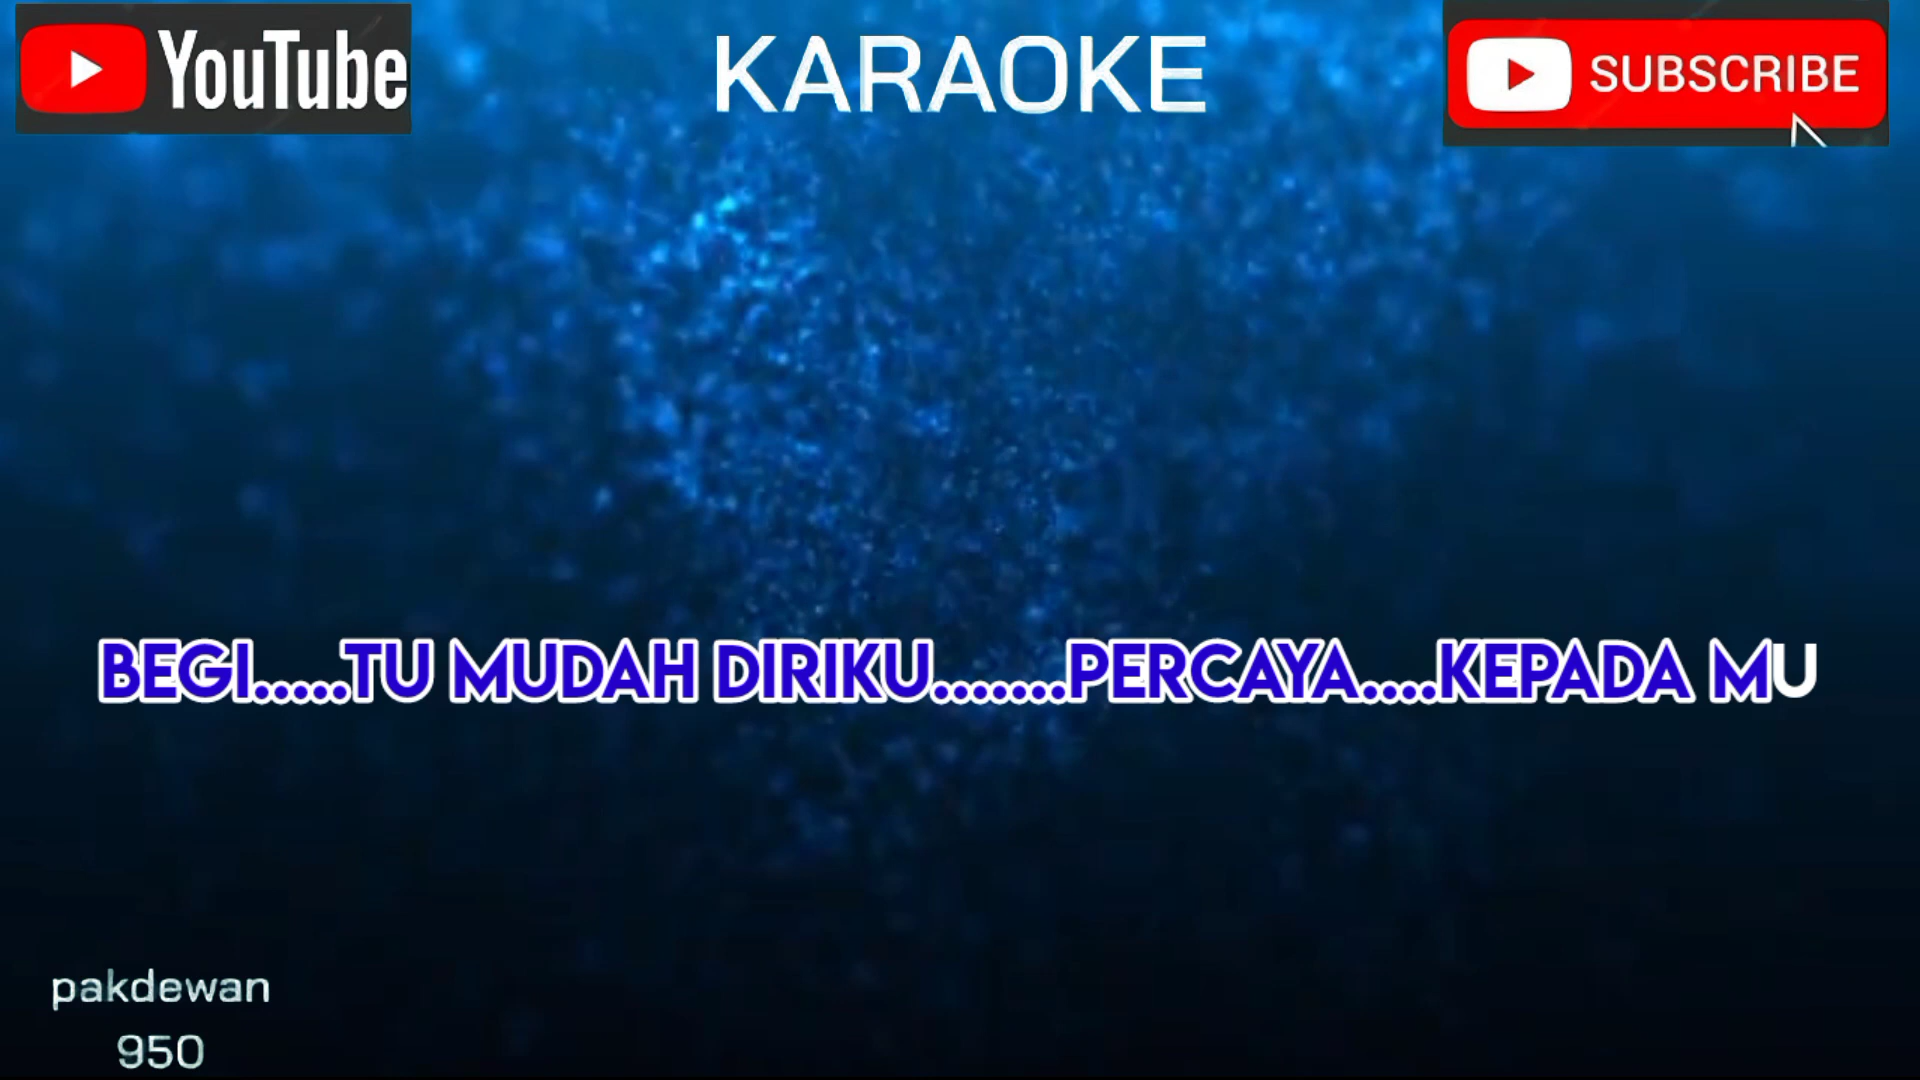 YouTube
KARAOKE
SUBSCRIBE
BEGI.....TU MUDAH DIRIKU.......PERCAYA....KEPADA MU
pakdewan
950